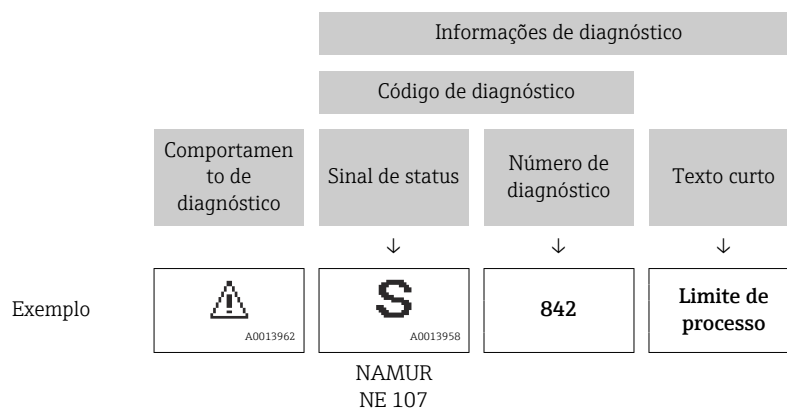 Informações de diagnóstico
Código de diagnóstico
Comportamen
to de
diagnóstico
Sinal de status
Número de
diagnóstico
Texto curto
↓ ↓ ↓
Exemplo
A0013962
S
A0013958
842
Limite de
processo
NAMUR
NE 107